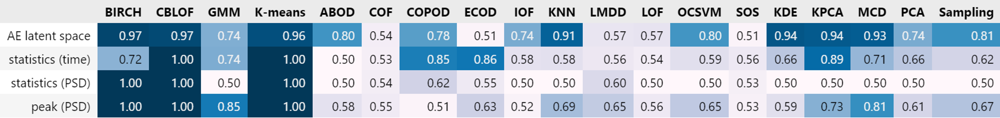 BIRCH CBLOF GMM K-means ABOD COF COPOD ECOD IOF KNN LMDD LOF OCSVM SOS KDE KPCA MCD PCA Sampling
AE latent space 0.97 0.97 0.74 0.96 0.80 0.54 0.78 0.51 0.74 0.91 0.57 0.57 0.80 0.51 0.94 0.94 0.93 0.74 0.81
statistics (time) 0.72 1.00 0.74 1.00 0.50 0.53 0.85 0.86 0.58 0.58 0.56 0.54 0.59 0.56 0.66 0.89 0.71 0.66 0.62
statistics (PSD) 1.00 1.00 0.50 1.00 0.50 0.54 0.62 0.55 0.50 0.50 0.60 0.50 0.50 0.53 0.50 0.50 0.50 0.50 0.50
peak (PSD) 1.00 1.00 0.85 1.00 0.58 0.55 0.51 0.63 0.52 0.69 0.65 0.56 0.65 0.53 0.59 0.73 0.81 0.61 0.67